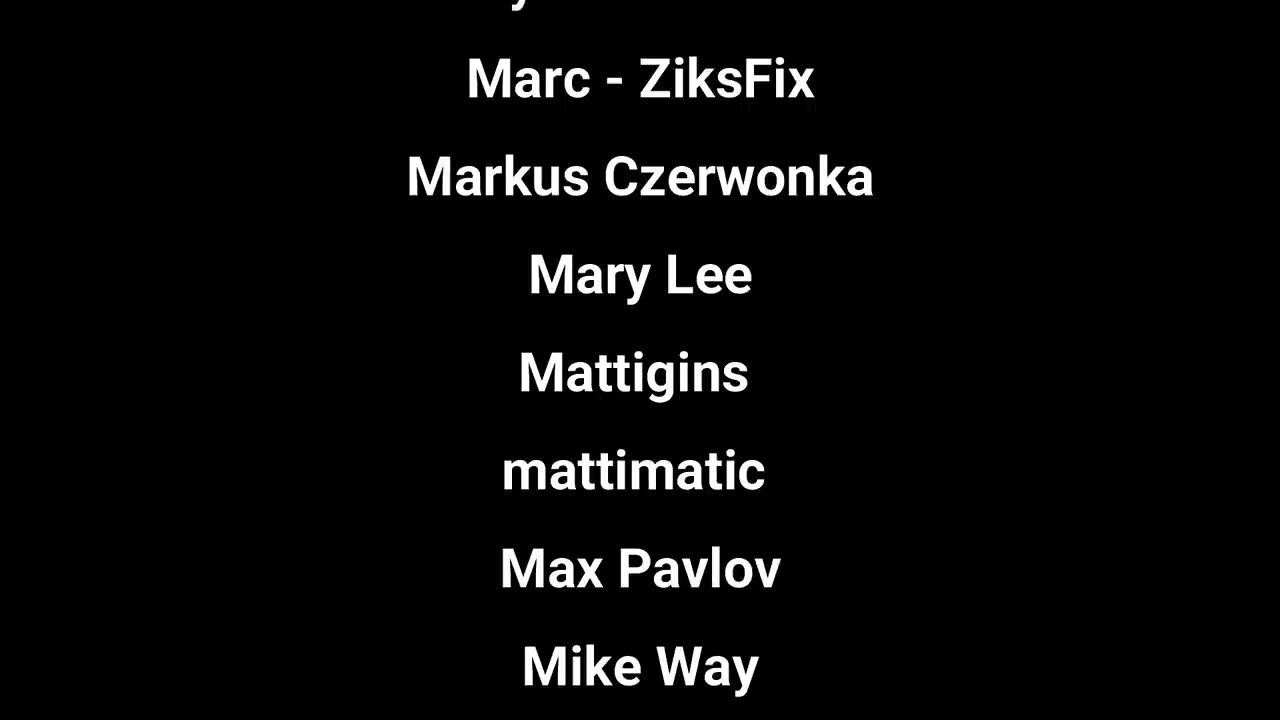 Marc - ZiksFix
Markus Czerwonka
Mary Lee
Mattigins
mattimatic
Max Pavlov
Mike Way